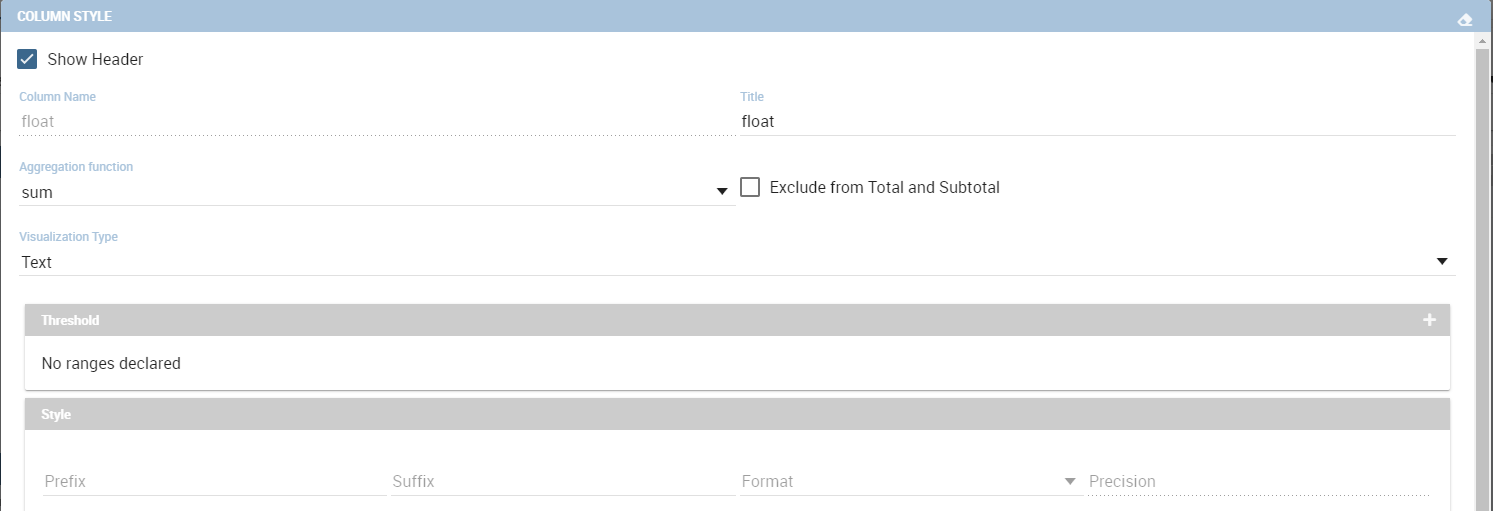 COLUMN STYLE
Show Header
Column Name
Title
float
float
Aggregation function
sum
Exclude from Total and Subtotal
Visualization Type
Text
Threshold
No ranges declared
Style
Prefix
Suffix
Format
Precision